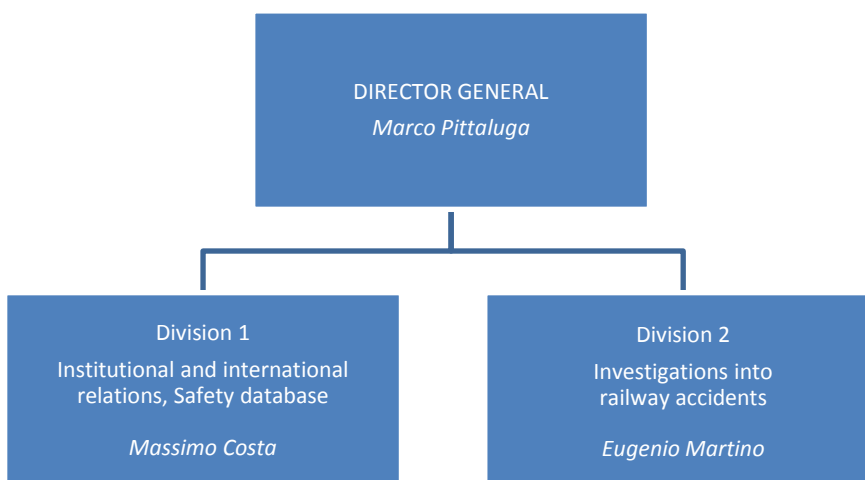 DIRECTOR GENERAL
Marco Pittaluga
Division 1
Institutional and international
relations, Safety database
Massimo Costa
Division 2
Investigations into
railway accidents
Eugenio Martino